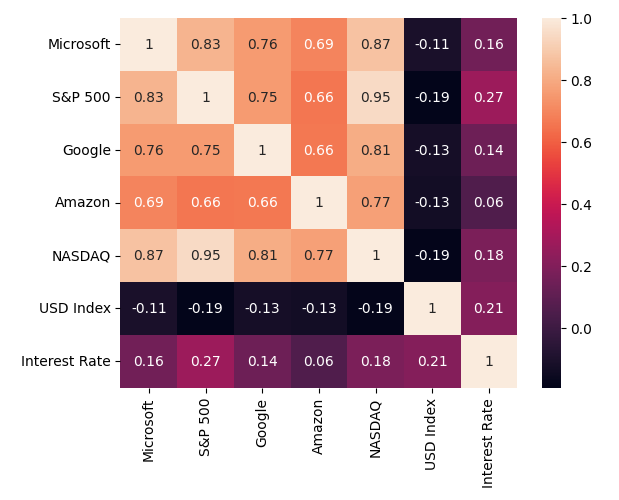 Microsoft 1 0.83 0.76 0.69 0.87 -0.11 0.16
S&P 500 0.83 1 0.75 0.66 0.95 -0.19 0.27
Google 0.76 0.75 1 0.66 0.81 -0.13 0.14
Amazon 0.69 0.66 0.66 1 0.77 -0.13 0.06
NASDAQ 0.87 0.95 0.81 0.77 1 -0.19 0.18
USD Index -0.11 -0.19 -0.13 -0.13 -0.19 1 0.21
Interest Rate 0.16 0.27 0.14 0.06 0.18 0.21 1
Microsoft
S&P 500
Google
Amazon
NASDAQ
USD Index
Interest Rate
1.0
0.8
0.6
0.4
0.2
0.0